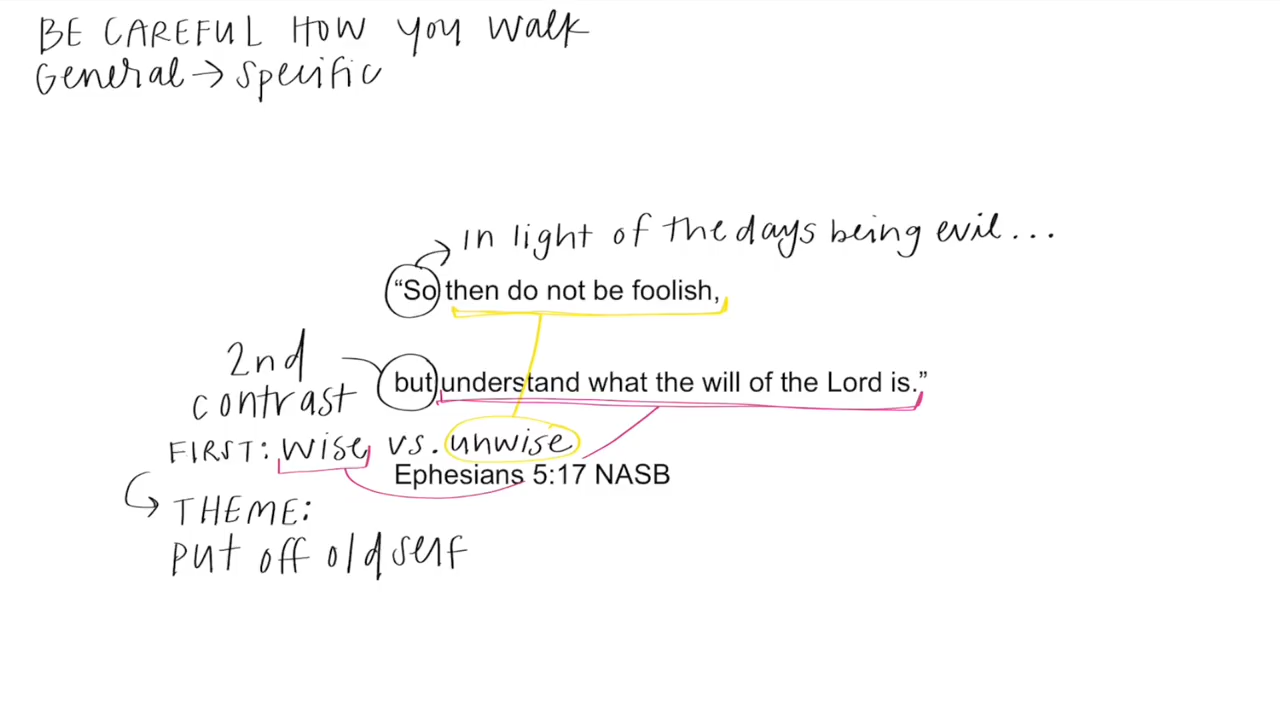 BE CAREFUL HOW YOU WALK
General → Specific
In light of the days being evil...
“So then do not be foolish,
2nd
contrast
but understand what the will of the Lord is.”
FIRST: wise vs. unwise
Ephesians 5:17 NASB
THEME:
put off old self